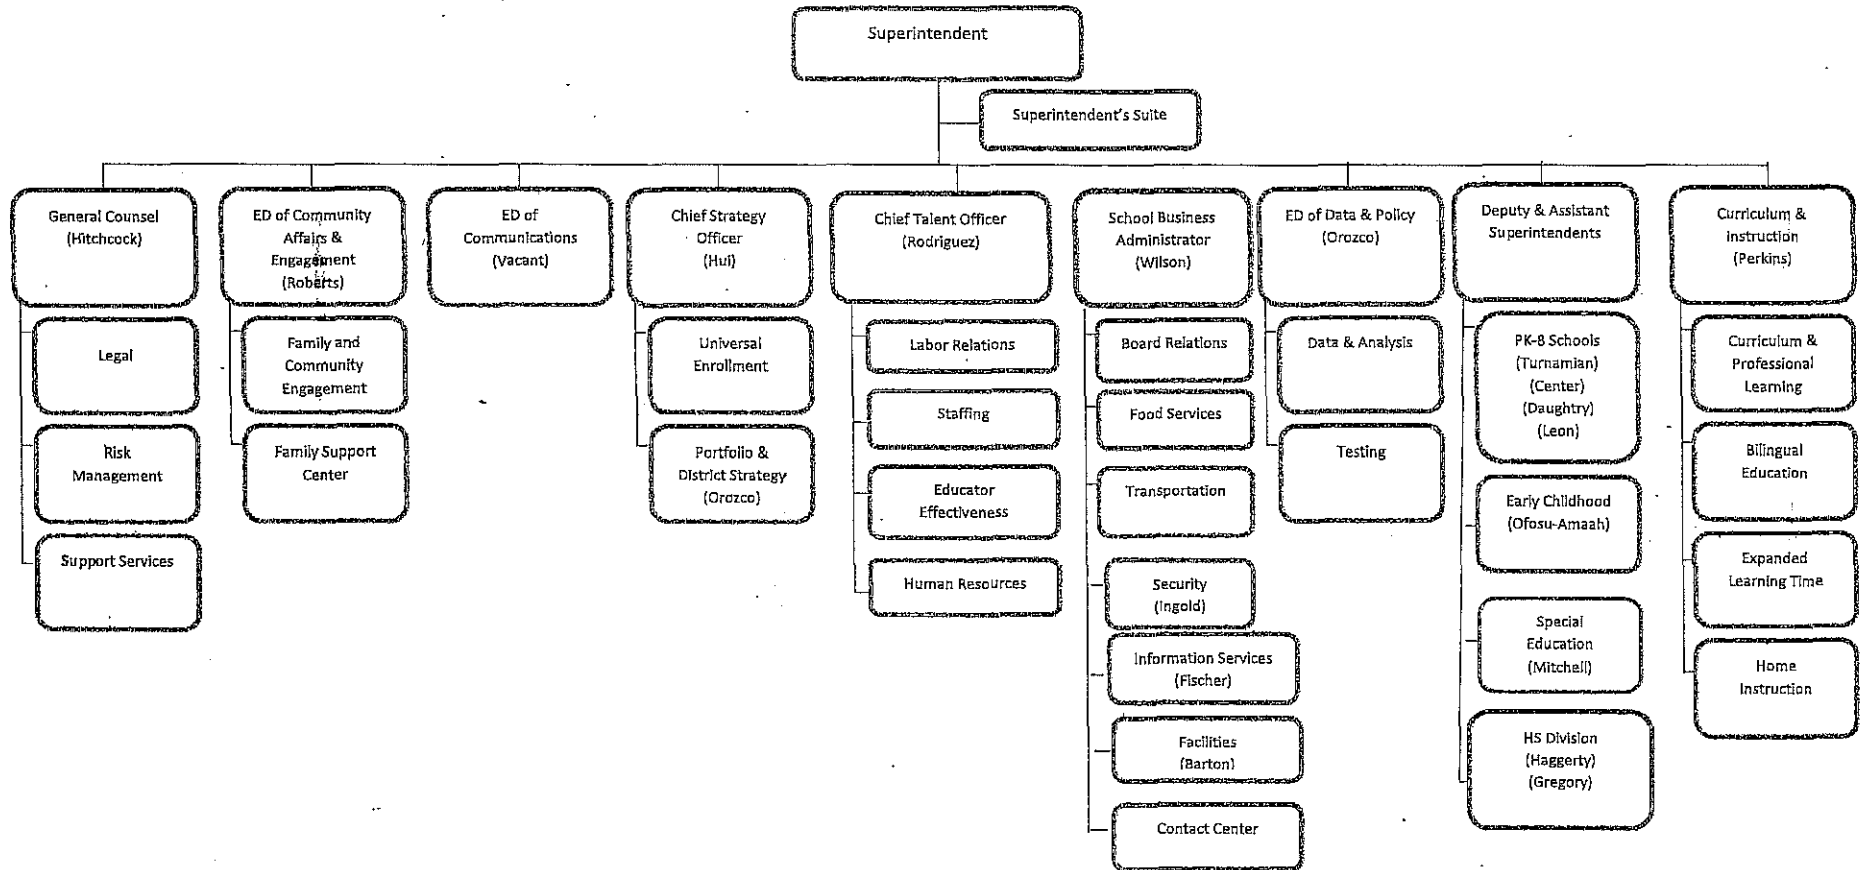 Superintendent
Superintendent's Suite
General Counsel
(Hitchcock)
Legal
Risk
Management
Support Services
ED of Community
Affairs &
Engagement
(Roberts)
Family and
Community
Engagement
Family Support
Center
ED of
Communications
(Vacant)
Chief Strategy
Officer
(Hui)
Universal
Enrollment
Portfolio &
District Strategy
(Orozco)
Chief Talent Officer
(Rodriguez)
Labor Relations
Staffing
Educator
Effectiveness
Human Resources
School Business
Administrator
(Wilson)
Board Relations
Food Services
Transportation
Security
(Ingold)
Information Services
(Fischer)
Facilities
(Barton)
Contact Center
ED of Data & Policy
(Orozco)
Data & Analysis
Testing
Deputy & Assistant
Superintendents
PK-8 Schools
(Turnamian)
(Center)
(Daughtry)
(Leon)
Early Childhood
(Ofosu-Amaah)
Special
Education
(Mitchell)
HS Division
(Haggerty)
(Gregory)
Curriculum &
Instruction
(Perkins)
Curriculum &
Professional
Learning
Bilingual
Education
Expanded
Learning Time
Home
Instruction